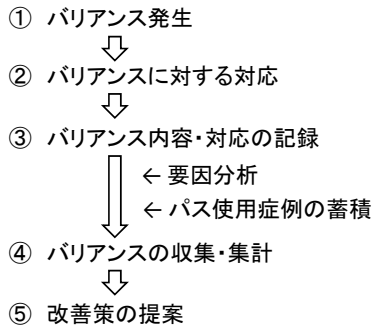 ① バリアンス発生
② バリアンスに対する対応
③ バリアンス内容・対応の記録
← 要因分析
← パス使用症例の蓄積
④ バリアンスの収集・集計
⑤ 改善策の提案